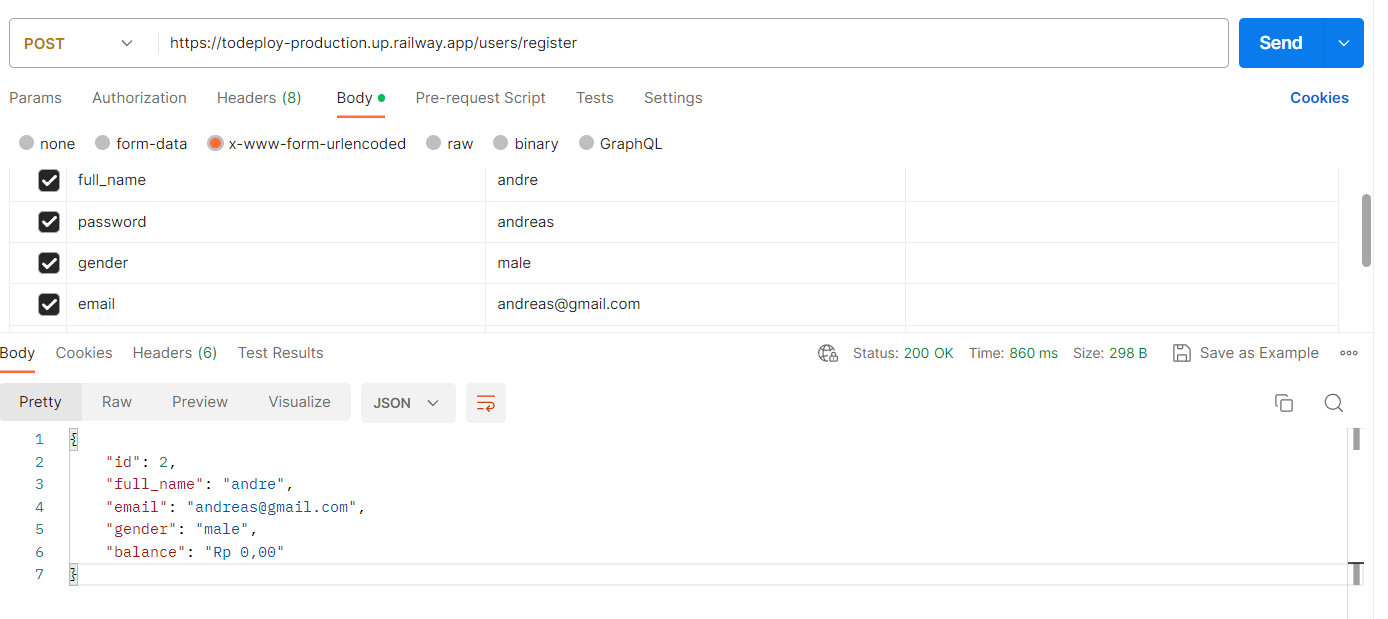 POST https://todeploy-production.up.railway.app/users/register Send
Params Authorization Headers (8) Body Pre-request Script Tests Settings Cookies
none form-data x-www-form-urlencoded raw binary GraphQL
full_name andre
password andreas
gender male
email andreas@gmail.com
Body Cookies Headers (6) Test Results Status: 200 OK Time: 860 ms Size: 298 B Save as Example
Pretty Raw Preview Visualize JSON
1 {
2 "id": 2,
3 "full_name": "andre",
4 "email": "andreas@gmail.com",
5 "gender": "male",
6 "balance": "Rp 0,00"
7 }